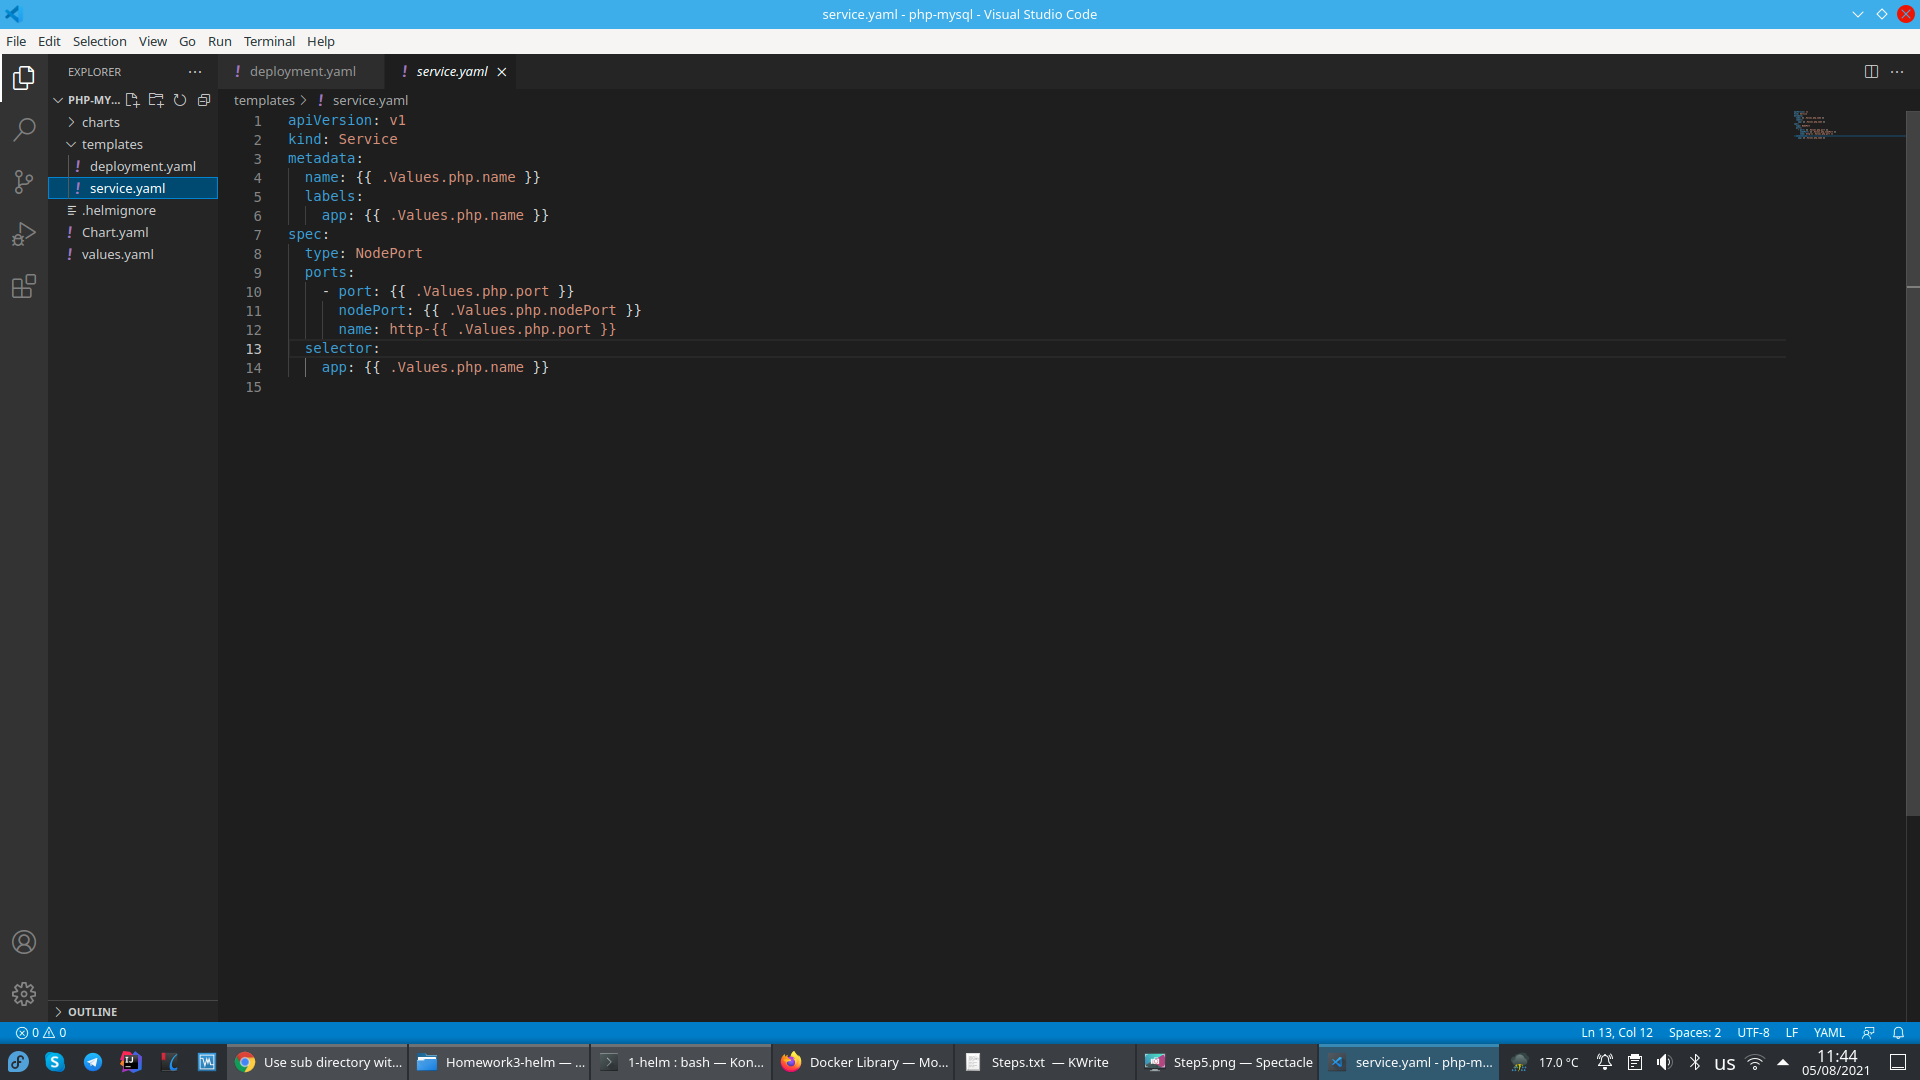 service.yaml - php-mysql - Visual Studio Code
File Edit Selection View Go Run Terminal Help
EXPLORER
PHP-MY...
charts
templates
! deployment.yaml
! service.yaml
.helmignore
! Chart.yaml
! values.yaml
OUTLINE
! deployment.yaml ! service.yaml
templates > ! service.yaml
1 apiVersion: v1
2 kind: Service
3 metadata:
4   name: {{ .Values.php.name }}
5   labels:
6     app: {{ .Values.php.name }}
7 spec:
8   type: NodePort
9   ports:
10     - port: {{ .Values.php.port }}
11       nodePort: {{ .Values.php.nodePort }}
12       name: http-{{ .Values.php.port }}
13   selector:
14     app: {{ .Values.php.name }}
15
0 0 Ln 13, Col 12 Spaces: 2 UTF-8 LF YAML
Use sub directory wit... Homework3-helm — ... 1-helm : bash — Kon... Docker Library — Mo... Steps.txt — KWrite Step5.png — Spectacle service.yaml - php-m... 17.0 °C us 11:44
05/08/2021